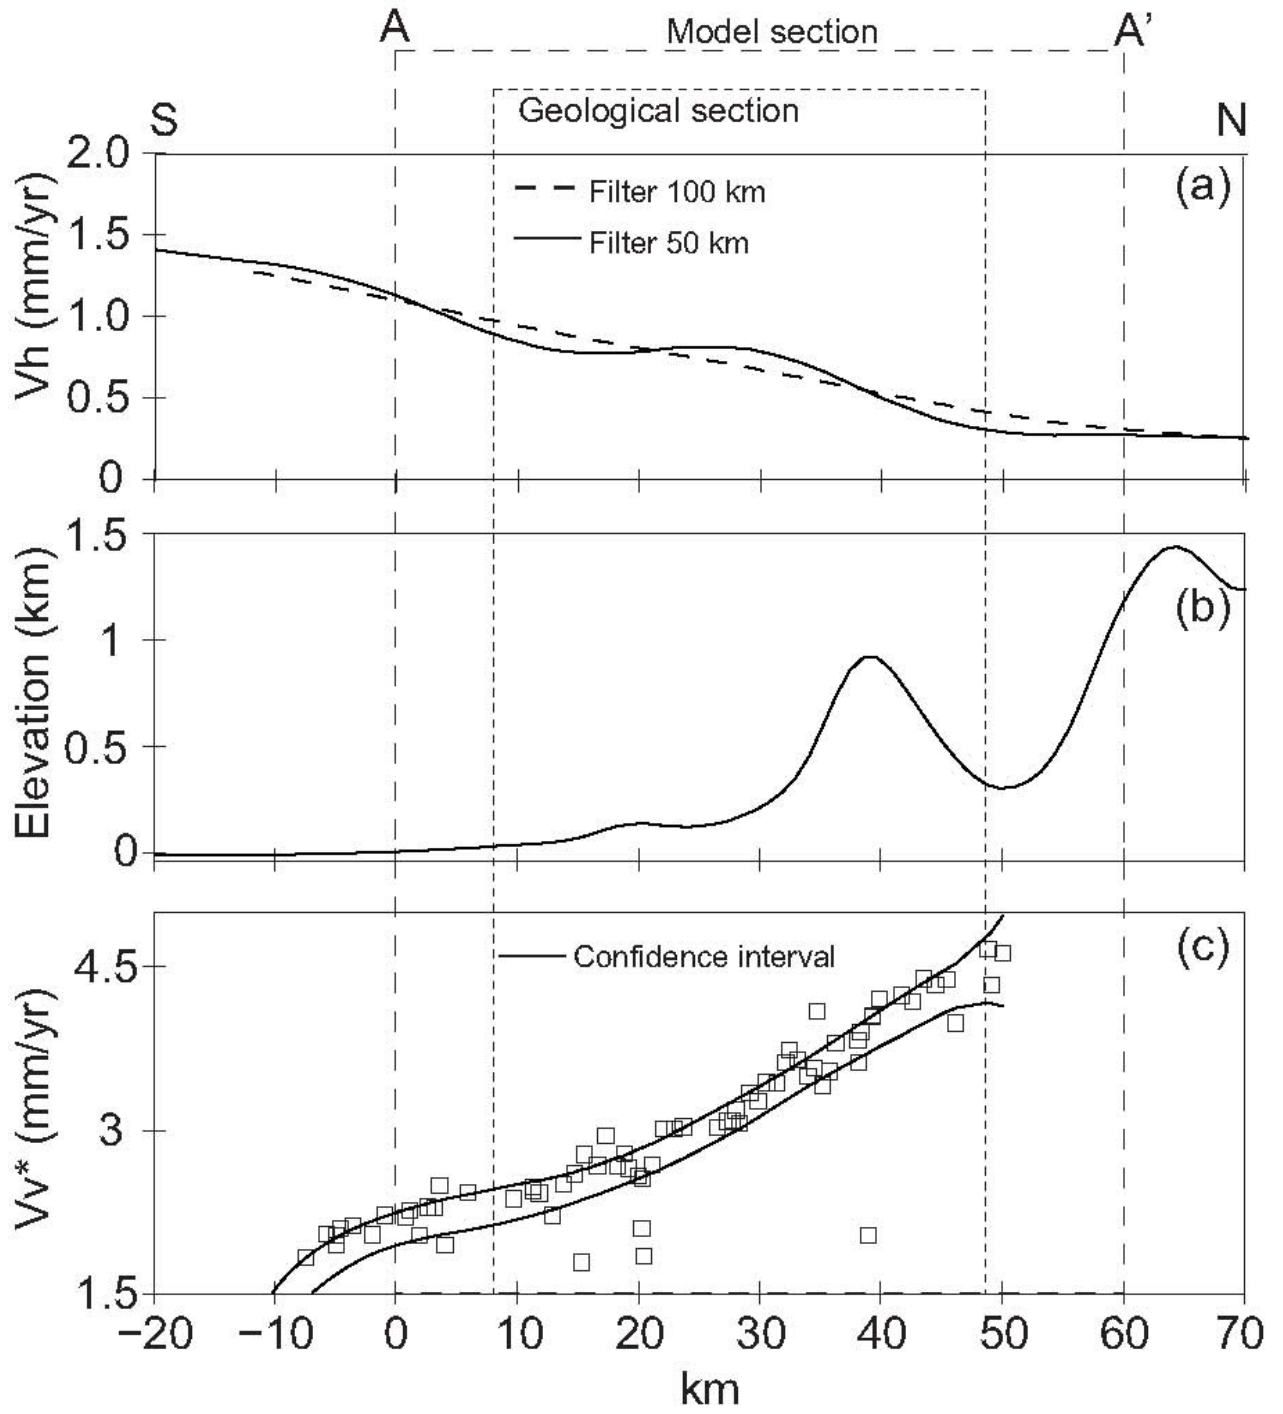 A Model section A’
Geological section
S N
2.0
1.5
1.0
0.5
0
Vh (mm/yr)
(a)
Filter 100 km
Filter 50 km
1.5
1
0.5
0
Elevation (km)
(b)
4.5
3
1.5
Vv* (mm/yr)
(c)
Confidence interval
−20 −10 0 10 20 30 40 50 60 70
km